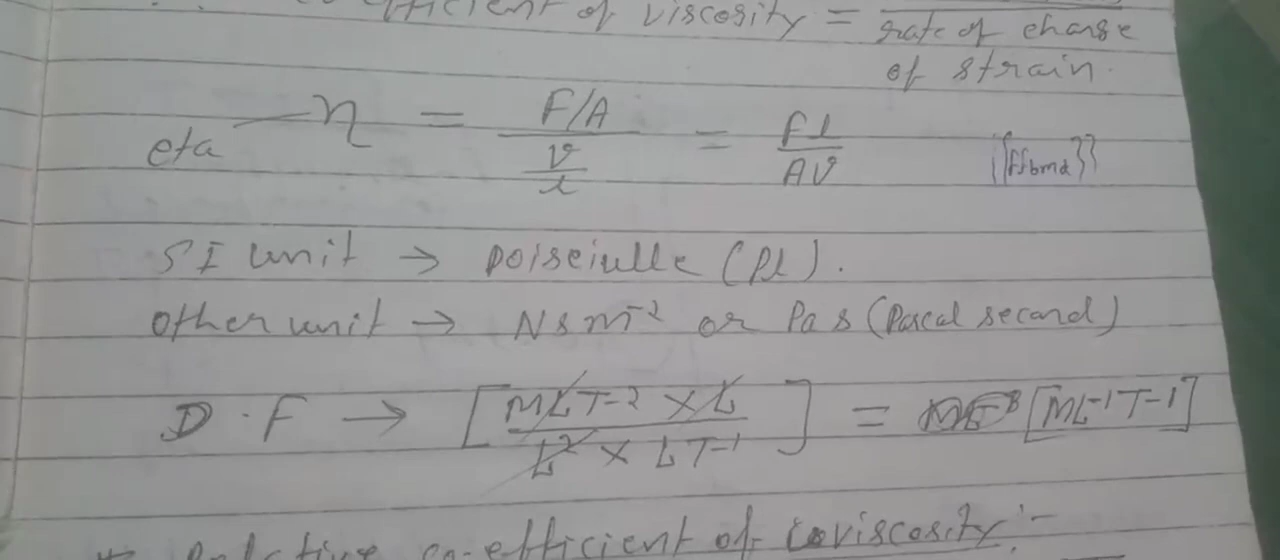 of viscosity = rate of change
of strain.
eta — η = F/A / v/l = Fl / AV
SI unit → poiseiulle (Pl).
Other unit → N s m⁻² or Pa s (Pascal second)
D.F → [MLT⁻² × L / L² × LT⁻¹] = [ML⁻¹T⁻¹]
co-efficient of viscosity :-